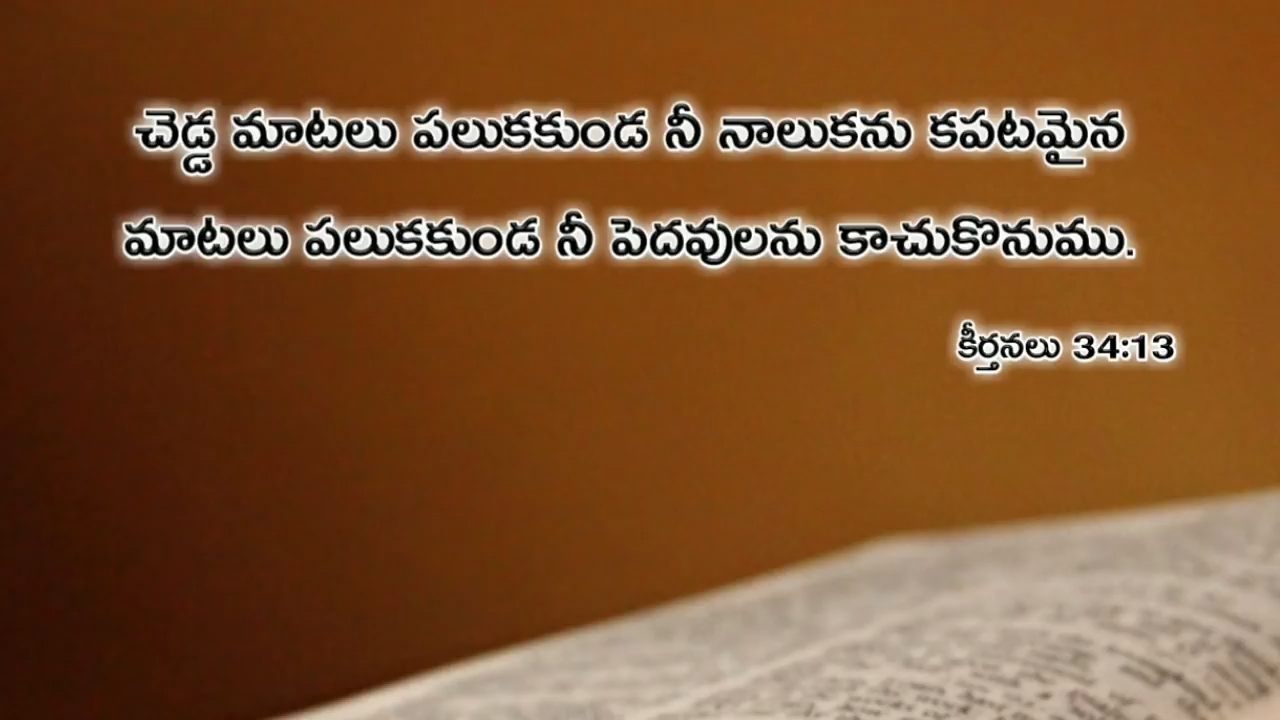 చెడ్డ మాటలు పలుకకుండ నీ నాలుకను కపటమైన
మాటలు పలుకకుండ నీ పెదవులను కాచుకొనుము.
కీర్తనలు 34:13